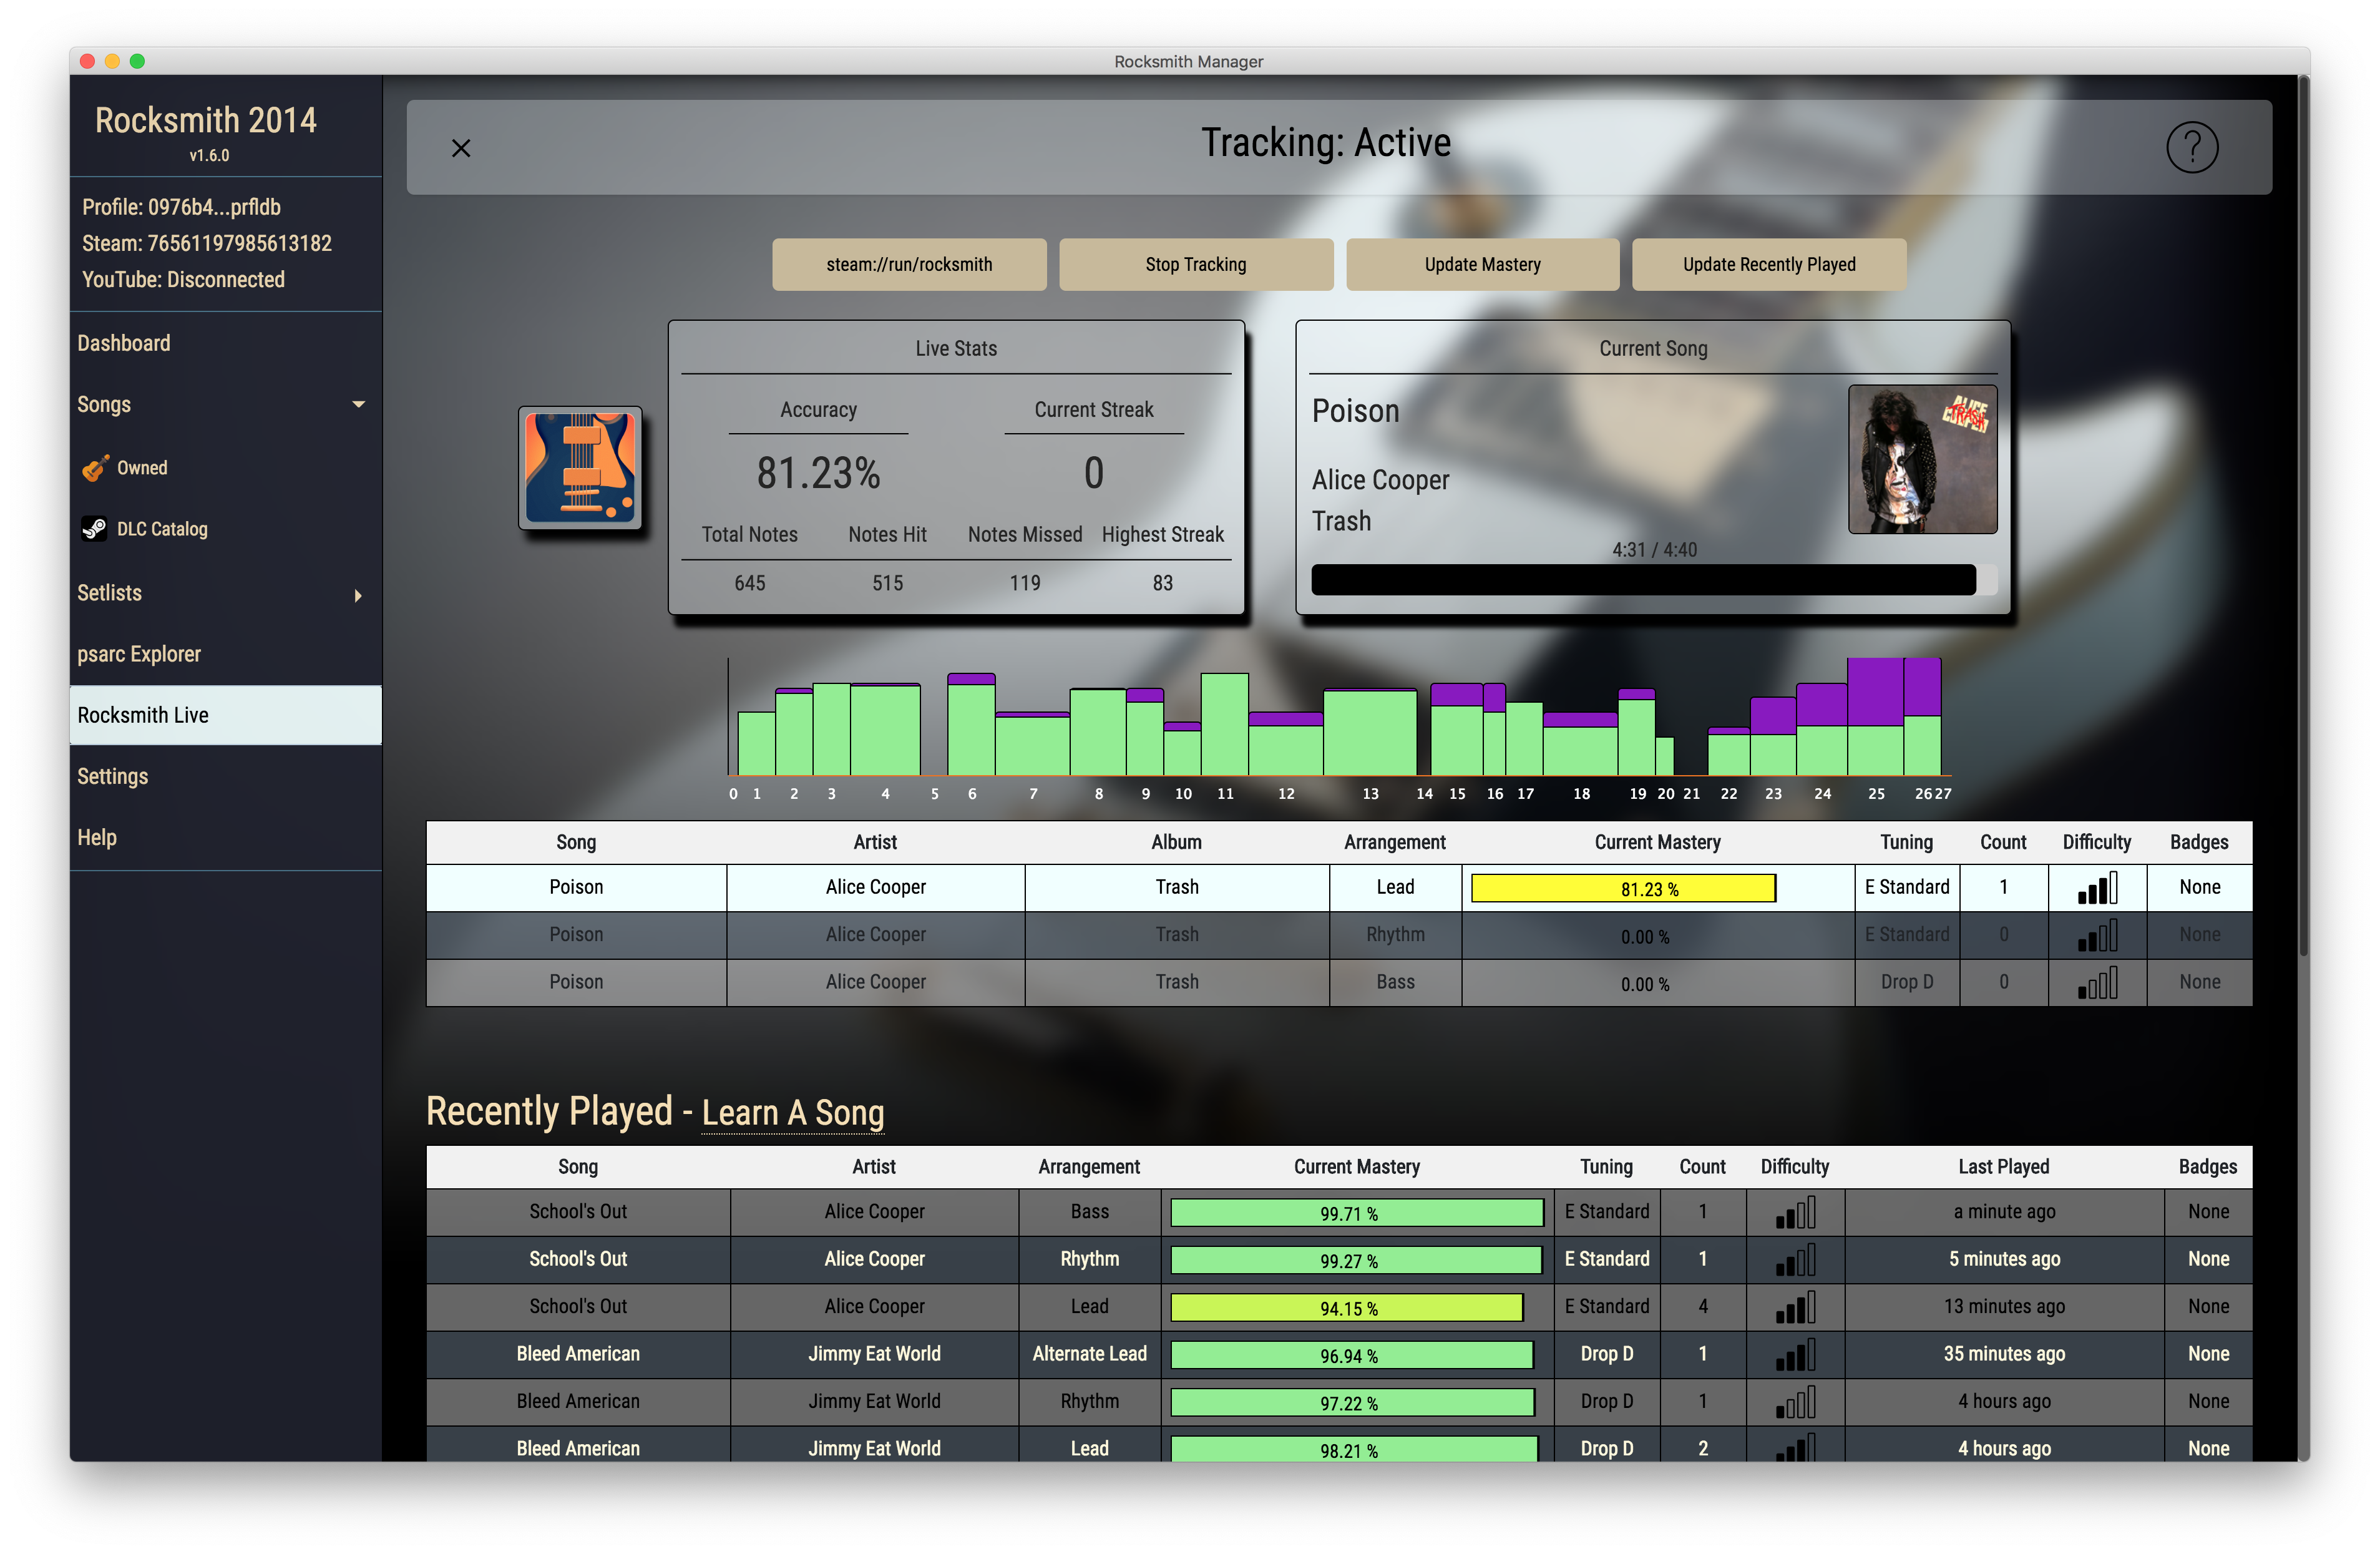 Rocksmith Manager
Rocksmith 2014
v1.6.0
Profile: 0976b4...prfldb
Steam: 76561197985613182
YouTube: Disconnected
Dashboard
Songs
Owned
DLC Catalog
Setlists
psarc Explorer
Rocksmith Live
Settings
Help
Tracking: Active
?
steam://run/rocksmith Stop Tracking Update Mastery Update Recently Played
Live Stats
Accuracy Current Streak
81.23% 0
Total Notes Notes Hit Notes Missed Highest Streak
645 515 119 83
Current Song
Poison
Alice Cooper
Trash
ALICE
COOPER
TRASH
4:31 / 4:40
0 1 2 3 4 5 6 7 8 9 10 11 12 13 14 15 16 17 18 19 20 21 22 23 24 25 26 27
Song Artist Album Arrangement Current Mastery Tuning Count Difficulty Badges
Poison Alice Cooper Trash Lead 81.23 % E Standard 1 None
Poison Alice Cooper Trash Rhythm 0.00 % E Standard 0 None
Poison Alice Cooper Trash Bass 0.00 % Drop D 0 None
Recently Played - Learn A Song
Song Artist Arrangement Current Mastery Tuning Count Difficulty Last Played Badges
School's Out Alice Cooper Bass 99.71 % E Standard 1 a minute ago None
School's Out Alice Cooper Rhythm 99.27 % E Standard 1 5 minutes ago None
School's Out Alice Cooper Lead 94.15 % E Standard 4 13 minutes ago None
Bleed American Jimmy Eat World Alternate Lead 96.94 % Drop D 1 35 minutes ago None
Bleed American Jimmy Eat World Rhythm 97.22 % Drop D 1 4 hours ago None
Bleed American Jimmy Eat World Lead 98.21 % Drop D 2 4 hours ago None